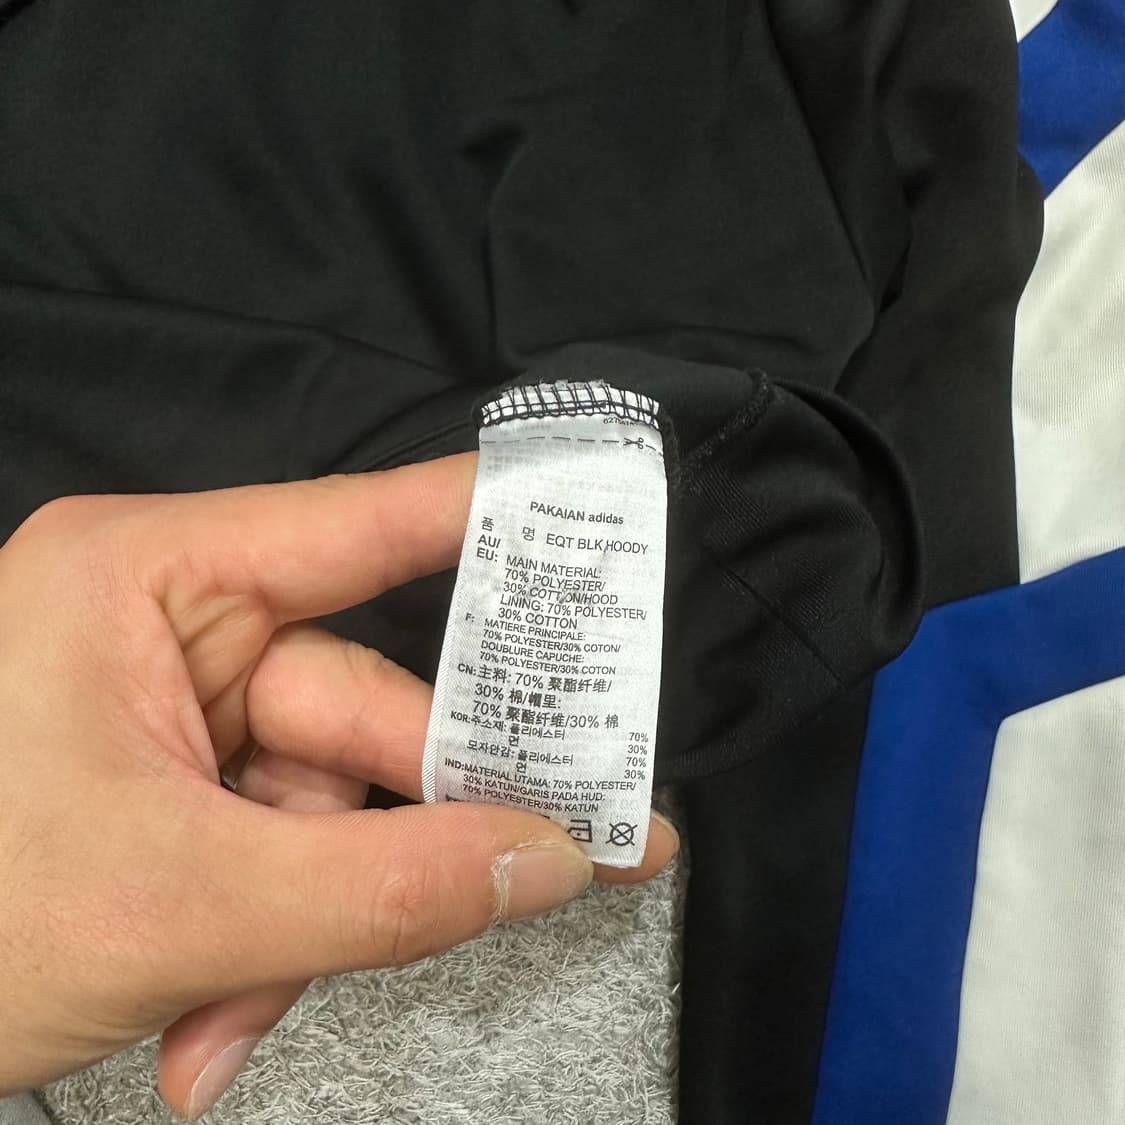 PAKAIAN adidas
품 명 EQT BLK HOODY
AU/
EU: MAIN MATERIAL:
70% POLYESTER/
30% COTTON/HOOD
LINING: 70% POLYESTER/
30% COTTON
F: MATIERE PRINCIPALE:
70% POLYESTER/30% COTON/
DOUBLURE CAPUCHE:
70% POLYESTER/30% COTON
CN: 主料: 70% 聚酯纤维/
30% 棉/帽里:
70% 聚酯纤维/30% 棉
KOR: 주소재: 폴리에스터 70%
면 30%
모자안감: 폴리에스터 70%
면 30%
IND: MATERIAL UTAMA: 70% POLYESTER/
30% KATUN/GARIS PADA HUD:
70% POLYESTER/30% KATUN